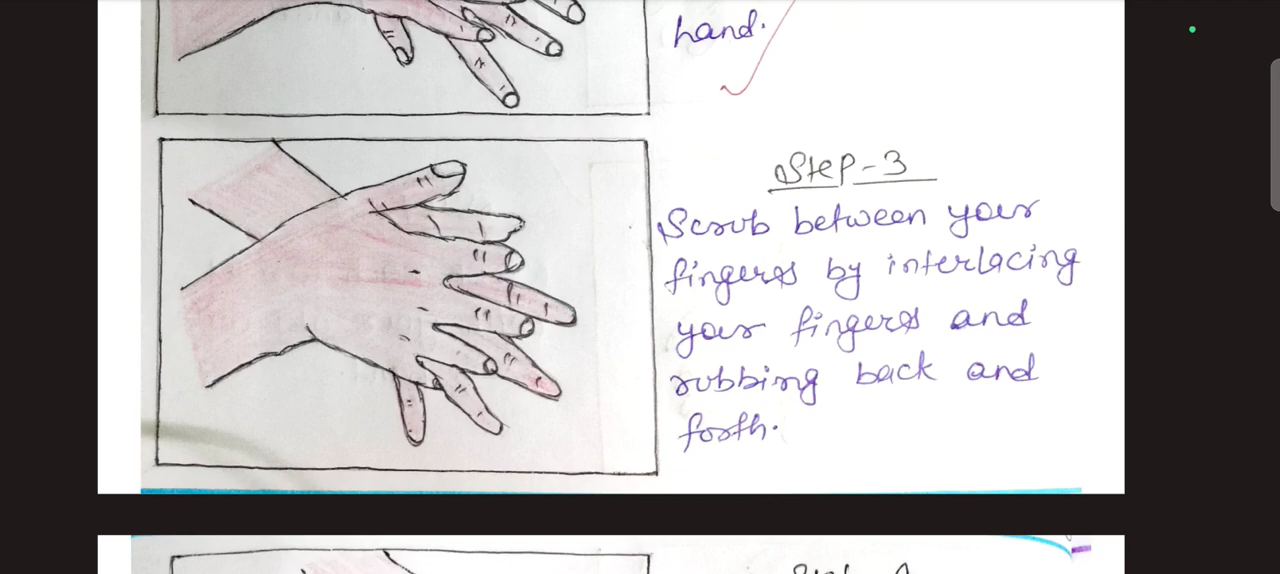 hand.
Step-3
Scrub between your
fingers by interlacing
your fingers and
rubbing back and
forth.